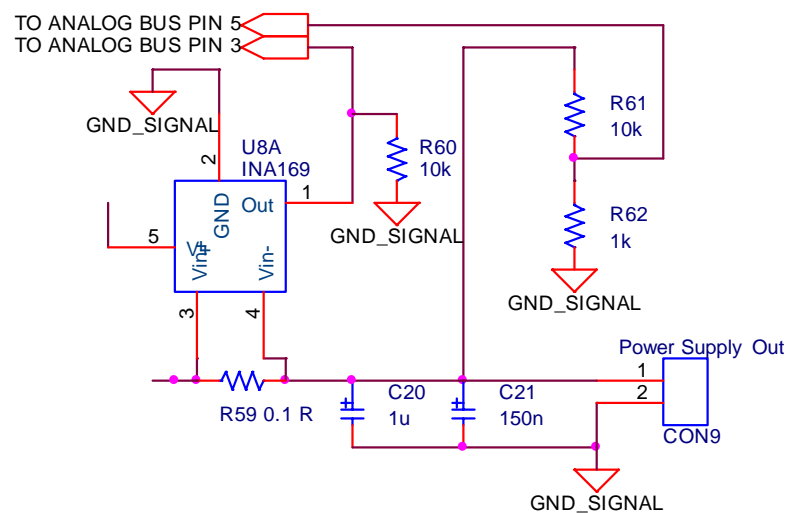 TO ANALOG BUS PIN 5
TO ANALOG BUS PIN 3
GND_SIGNAL
U8A
INA169
R60
10k
R61
10k
2
1
GND
Out
GND_SIGNAL
R62
1k
5
V+
Vin+
Vin-
GND_SIGNAL
3
4
Power Supply Out
R59 0.1 R
C20
1u
C21
150n
1
2
CON9
GND_SIGNAL